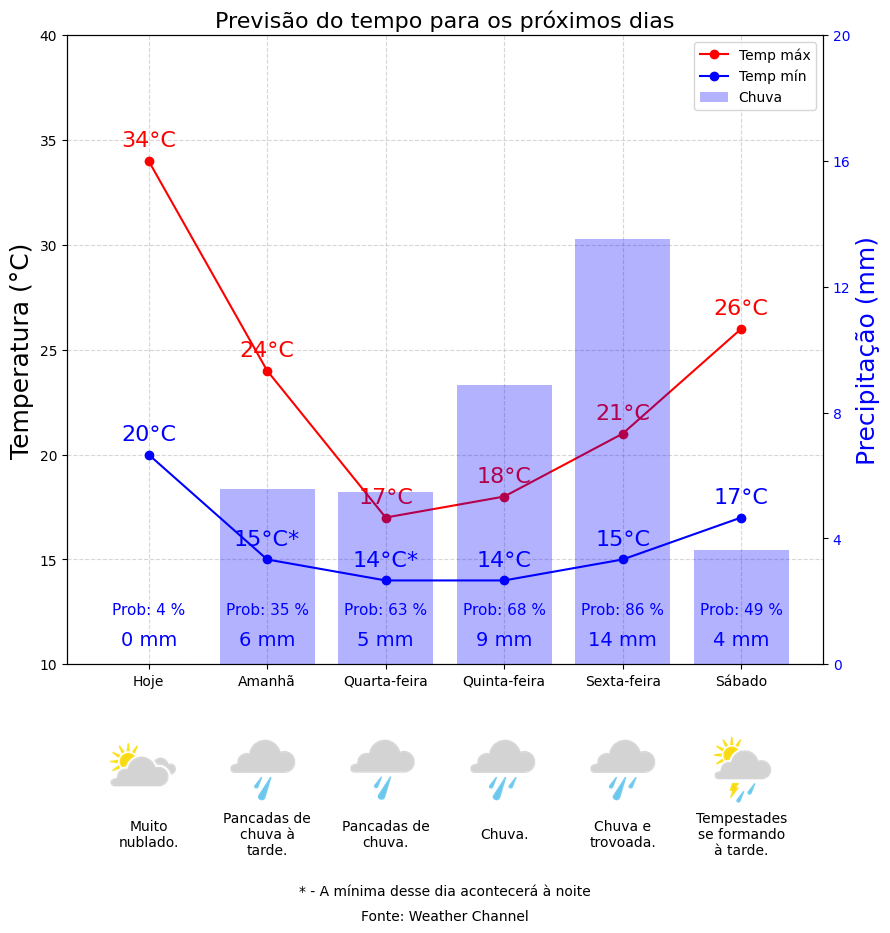 Previsão do tempo para os próximos dias
Temp máx
Temp mín
Chuva
Temperatura (°C)
40
35
30
25
20
15
10
Precipitação (mm)
20
16
12
8
4
0
34°C
24°C
17°C
18°C
21°C
26°C
20°C
15°C*
14°C*
14°C
15°C
17°C
Prob: 4 %
Prob: 35 %
Prob: 63 %
Prob: 68 %
Prob: 86 %
Prob: 49 %
0 mm
6 mm
5 mm
9 mm
14 mm
4 mm
Hoje
Amanhã
Quarta-feira
Quinta-feira
Sexta-feira
Sábado
Muito
nublado.
Pancadas de
chuva à
tarde.
Pancadas de
chuva.
Chuva.
Chuva e
trovoada.
Tempestades
se formando
à tarde.
* - A mínima desse dia acontecerá à noite
Fonte: Weather Channel